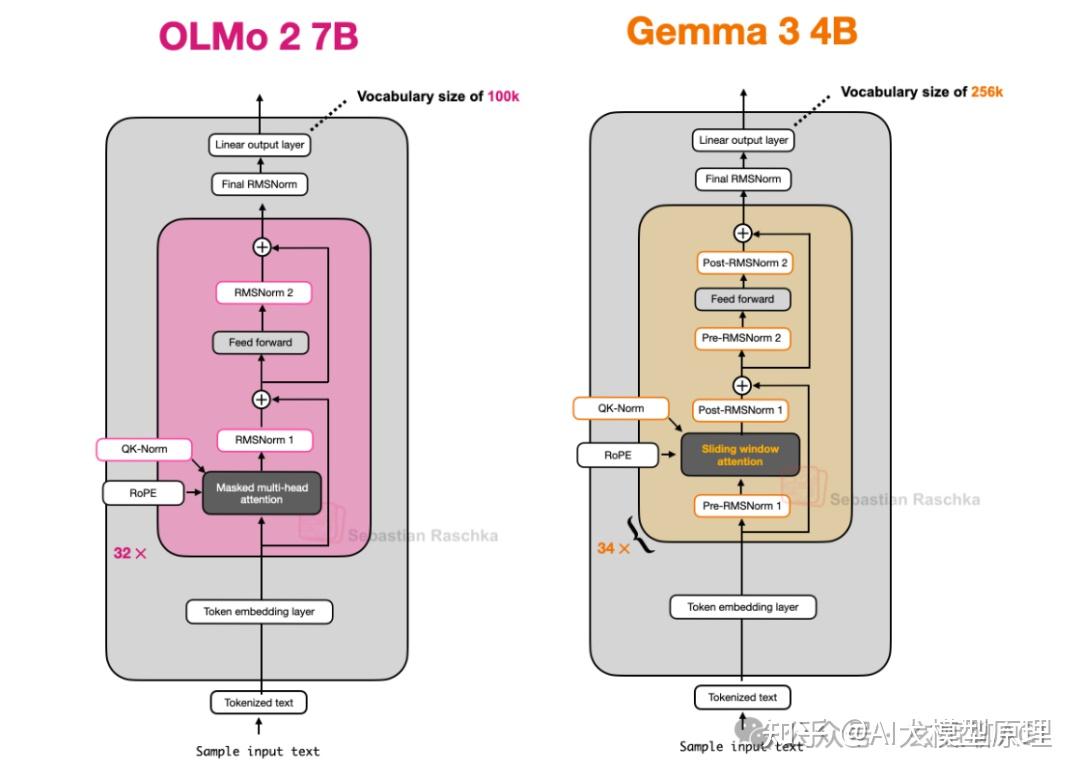 OLMo 2 7B
Vocabulary size of 100k
Linear output layer
Final RMSNorm
RMSNorm 2
Feed forward
RMSNorm 1
QK-Norm
RoPE
Masked multi-head
attention
Sebastian Raschka
32 ×
Token embedding layer
Tokenized text
Sample input text
Gemma 3 4B
Vocabulary size of 256k
Linear output layer
Final RMSNorm
Post-RMSNorm 2
Feed forward
Pre-RMSNorm 2
Post-RMSNorm 1
QK-Norm
RoPE
Sliding window
attention
Sebastian Raschka
Pre-RMSNorm 1
34 ×
Token embedding layer
Tokenized text
Sample input text
知乎 @AI大模型原理